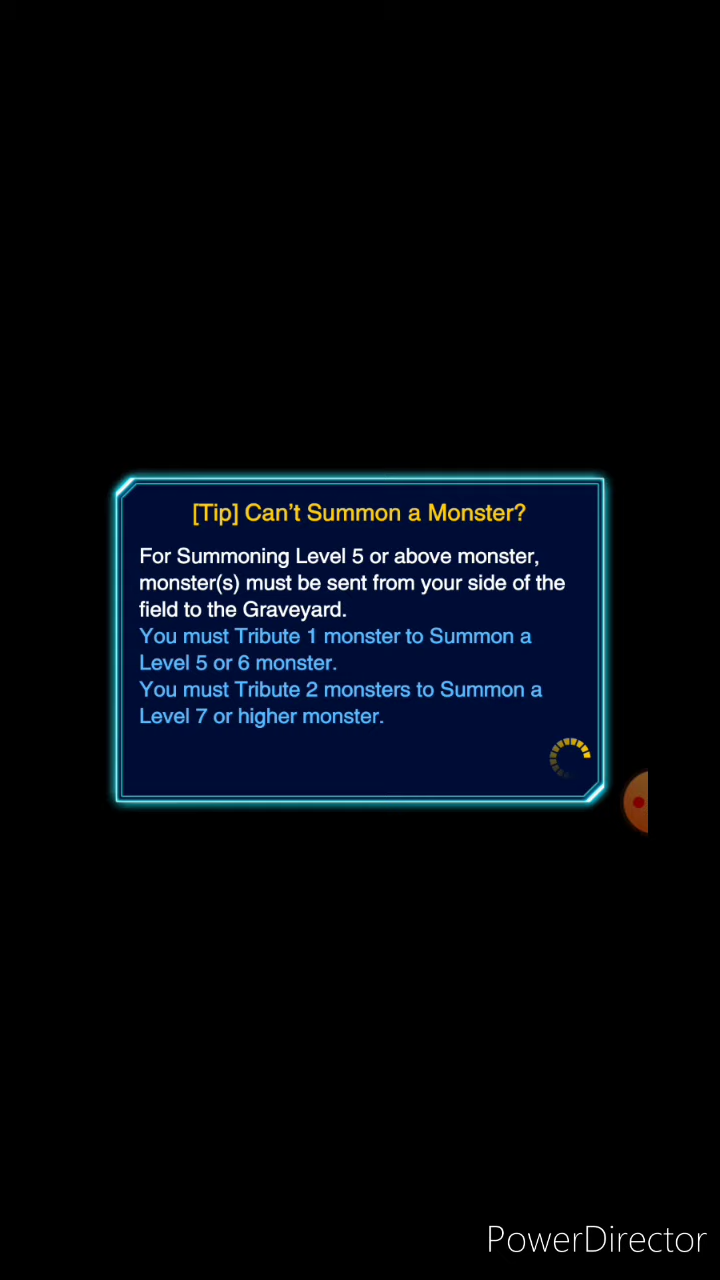 [Tip] Can't Summon a Monster?
For Summoning Level 5 or above monster,
monster(s) must be sent from your side of the
field to the Graveyard.
You must Tribute 1 monster to Summon a
Level 5 or 6 monster.
You must Tribute 2 monsters to Summon a
Level 7 or higher monster.
PowerDirector